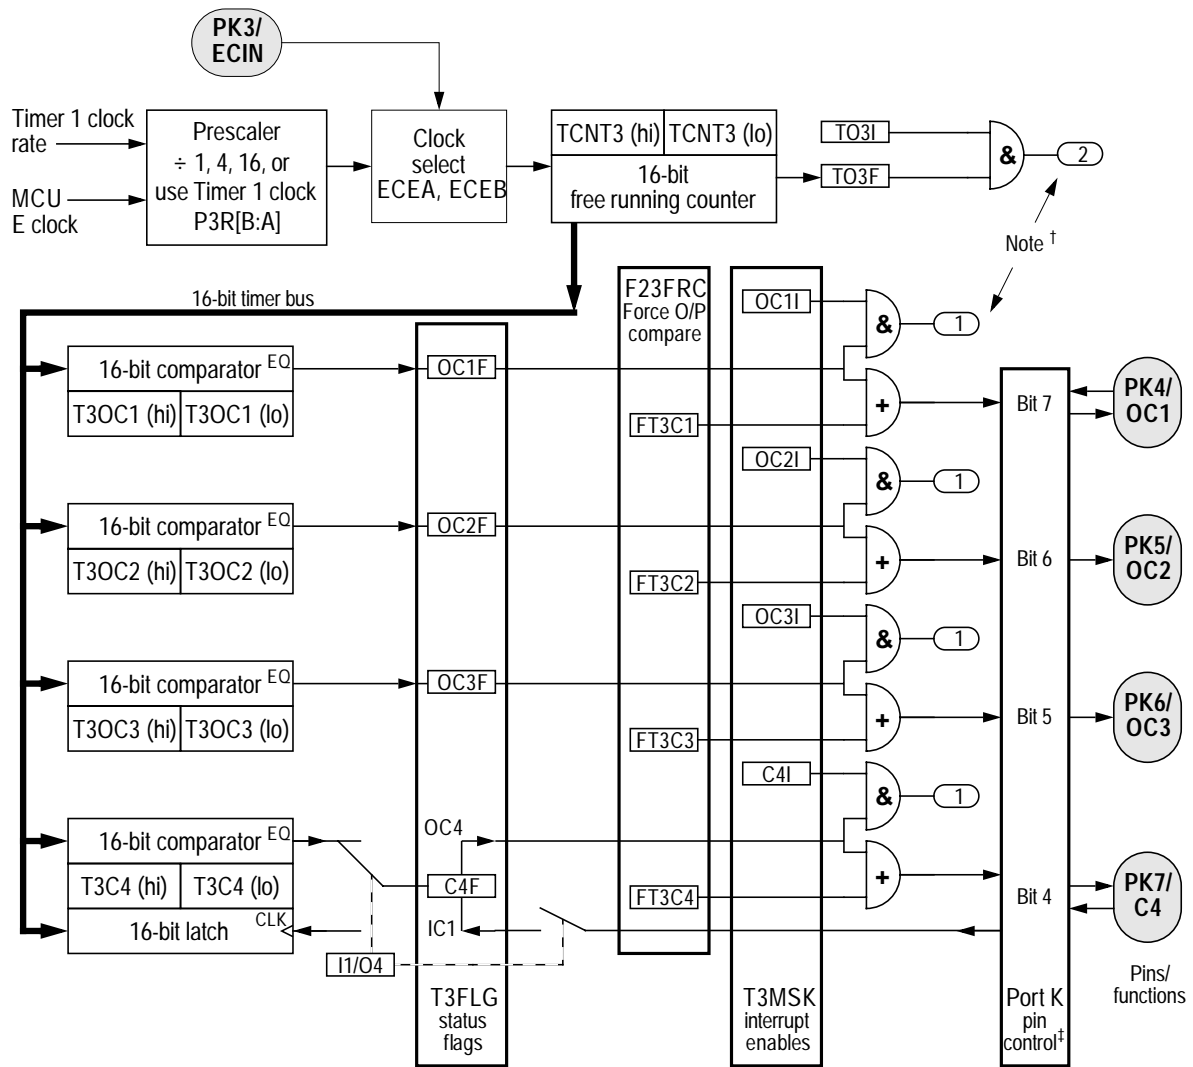 PK3/
ECIN
Timer 1 clock
rate
MCU
E clock
Prescaler
÷ 1, 4, 16, or
use Timer 1 clock
P3R[B:A]
Clock
select
ECEA, ECEB
TCNT3 (hi) TCNT3 (lo)
16-bit
free running counter
TO3I
TO3F
&
2
Note †
16-bit timer bus
F23FRC
Force O/P
compare
OC1I
&
1
16-bit comparator EQ
T3OC1 (hi) T3OC1 (lo)
OC1F
FT3C1
+
Bit 7
PK4/
OC1
OC2I
&
1
16-bit comparator EQ
T3OC2 (hi) T3OC2 (lo)
OC2F
FT3C2
+
Bit 6
PK5/
OC2
OC3I
&
1
16-bit comparator EQ
T3OC3 (hi) T3OC3 (lo)
OC3F
FT3C3
+
Bit 5
PK6/
OC3
C4I
&
1
16-bit comparator EQ
T3C4 (hi) T3C4 (lo)
16-bit latch CLK
OC4
C4F
IC1
I1/O4
FT3C4
+
Bit 4
PK7/
C4
Pins/
functions
T3FLG
status
flags
T3MSK
interrupt
enables
Port K
pin
control‡